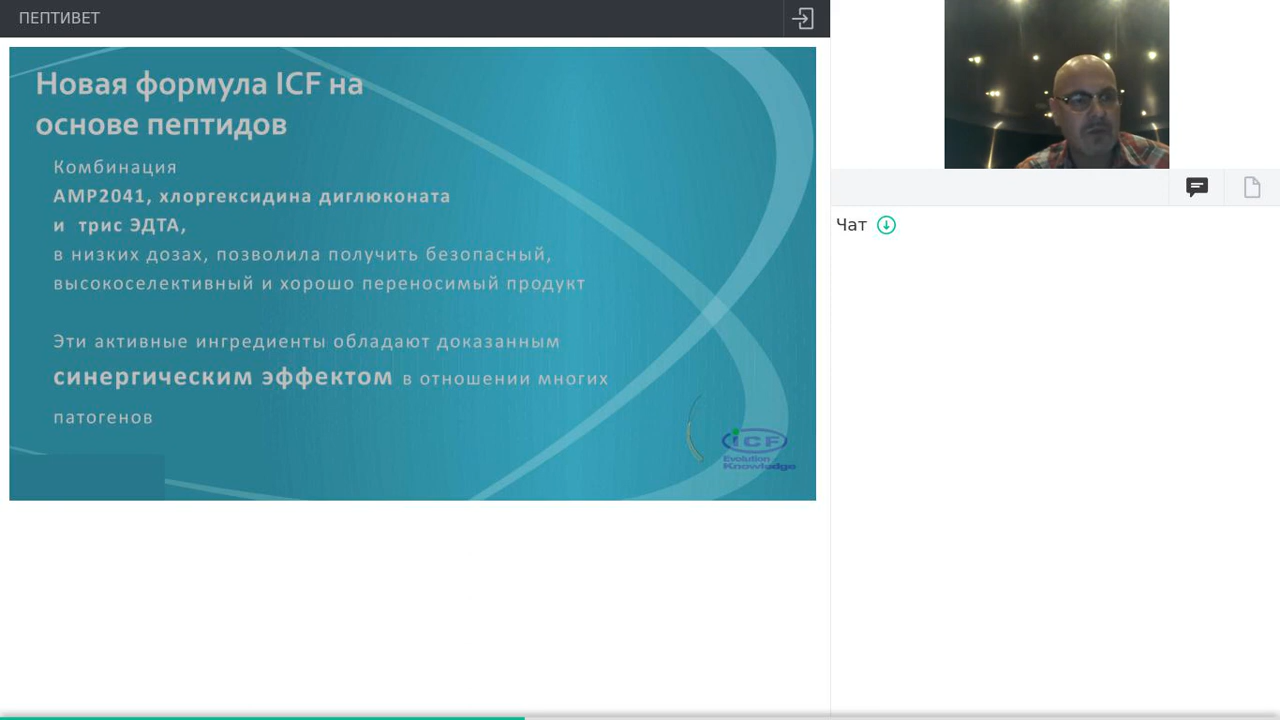 ПЕПТИВЕТ
Новая формула ICF на
основе пептидов
Комбинация
AMP2041, хлоргексидина диглюконата
и трис ЭДТА,
в низких дозах, позволила получить безопасный,
высокоселективный и хорошо переносимый продукт
Эти активные ингредиенты обладают доказанным
синергическим эффектом в отношении многих
патогенов
iCF
Evolution -
Knowledge
Чат